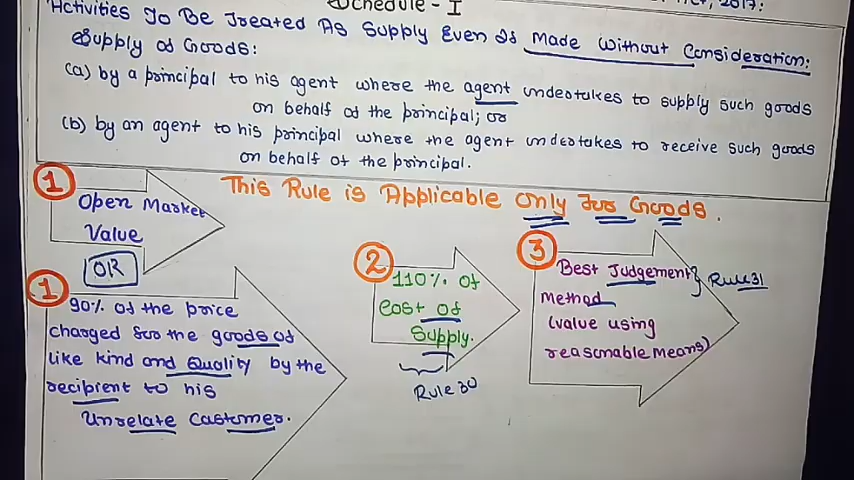 Schedule - I
Act, 2017:
Activities To Be Treated As Supply Even If Made Without Consideration:
Supply of Goods:
(a) by a principal to his agent where the agent undertakes to supply such goods
on behalf of the principal; or
(b) by an agent to his principal where the agent undertakes to receive such goods
on behalf of the principal.
This Rule is Applicable Only For Goods.
1
Open Market
Value
OR
1
90% of the price
charged for the goods of
like kind and Quality by the
recipient to his
Unrelate Customer.
2
110% of
Cost of
Supply.
Rule 30
3
Best Judgement
Method
(value using
reasonable Means)
Rule 31